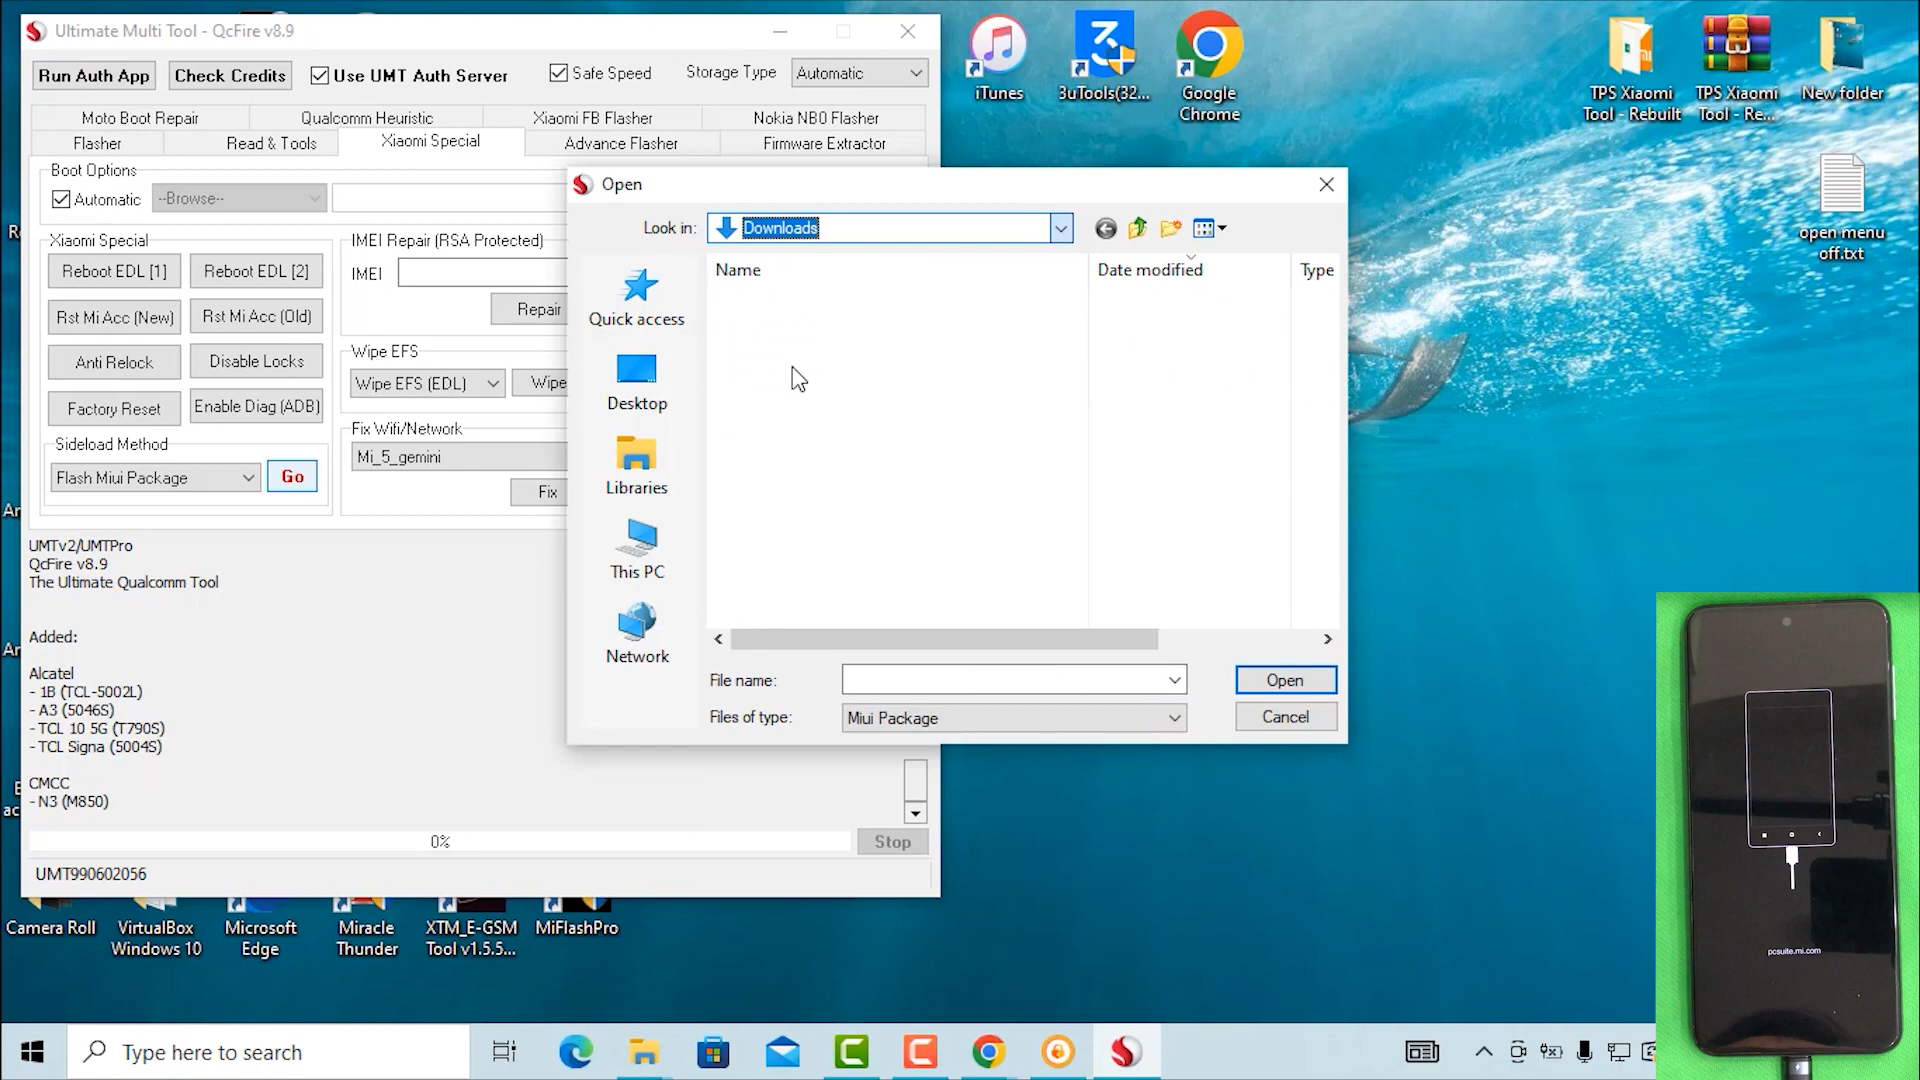 Ultimate Multi Tool - QcFire v8.9
Run Auth App
Check Credits
Use UMT Auth Server
Safe Speed
Storage Type
Automatic
Moto Boot Repair
Qualcomm Heuristic
Xiaomi FB Flasher
Nokia NB0 Flasher
Flasher
Read & Tools
Xiaomi Special
Advance Flasher
Firmware Extractor
Boot Options
Automatic
--Browse--
Xiaomi Special
Reboot EDL [1]
Reboot EDL [2]
Rst Mi Acc (New)
Rst Mi Acc (Old)
Anti Relock
Disable Locks
Factory Reset
Enable Diag (ADB)
Sideload Method
Flash Miui Package
Go
IMEI Repair (RSA Protected)
IMEI
Repair
Wipe EFS
Wipe EFS (EDL)
Wipe
Fix Wifi/Network
Mi_5_gemini
Fix
UMTv2/UMTPro
QcFire v8.9
The Ultimate Qualcomm Tool
Added:
Alcatel
- 1B (TCL-5002L)
- A3 (5046S)
- TCL 10 5G (T790S)
- TCL Signa (5004S)
CMCC
- N3 (M850)
0%
Stop
UMT990602056
Open
Look in:
Downloads
Name
Date modified
Type
Quick access
Desktop
Libraries
This PC
Network
File name:
Open
Files of type:
Miui Package
Cancel
iTunes
3uTools(32...
Google
Chrome
TPS Xiaomi
Tool - Rebuilt
TPS Xiaomi
Tool - Re...
New folder
open menu
off.txt
Camera Roll
VirtualBox
Windows 10
Microsoft
Edge
Miracle
Thunder
XTM_E-GSM
Tool v1.5.5...
MiFlashPro
Type here to search
pcsuite.mi.com